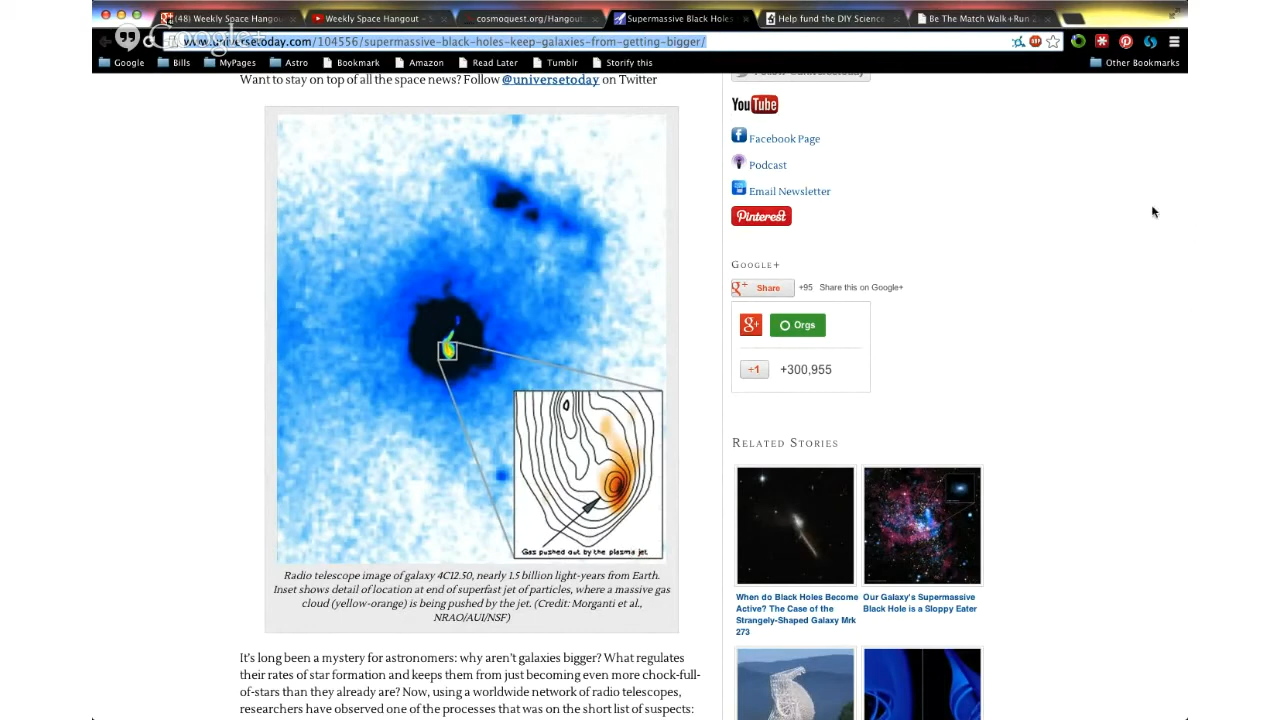 (48) Weekly Space Hangou
Weekly Space Hangout - S
cosmoquest.org/Hangout
Supermassive Black Holes
Help fund the DIY Science
Be The Match Walk+Run 2
Google+
www.universetoday.com/104556/supermassive-black-holes-keep-galaxies-from-getting-bigger/
Google
Bills
MyPages
Astro
Bookmark
Amazon
Read Later
Tumblr
Storify this
Other Bookmarks
Want to stay on top of all the space news? Follow @universetoday on Twitter
Gas pushed out by the plasma jet.
Radio telescope image of galaxy 4C12.50, nearly 1.5 billion light-years from Earth.
Inset shows detail of location at end of superfast jet of particles, where a massive gas
cloud (yellow-orange) is being pushed by the jet. (Credit: Morganti et al.,
NRAO/AUI/NSF)
It's long been a mystery for astronomers: why aren't galaxies bigger? What regulates
their rates of star formation and keeps them from just becoming even more chock-full-
of-stars than they already are? Now, using a worldwide network of radio telescopes,
researchers have observed one of the processes that was on the short list of suspects:
YouTube
Facebook Page
Podcast
Email Newsletter
Pinterest
Google+
g+ Share +95 Share this on Google+
g+ Orgs
+1 +300,955
Related Stories
When do Black Holes Become
Active? The Case of the
Strangely-Shaped Galaxy Mrk
273
Our Galaxy's Supermassive
Black Hole is a Sloppy Eater